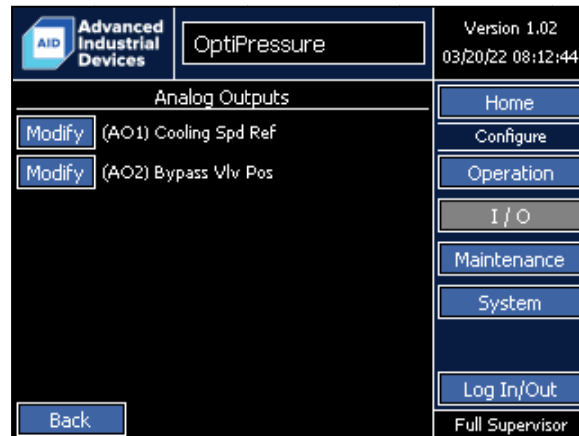 AID
Advanced
Industrial
Devices
OptiPressure
Version 1.02
03/20/22 08:12:44
Analog Outputs
Modify (AO1) Cooling Spd Ref
Modify (AO2) Bypass Vlv Pos
Back
Home
Configure
Operation
I / O
Maintenance
System
Log In/Out
Full Supervisor